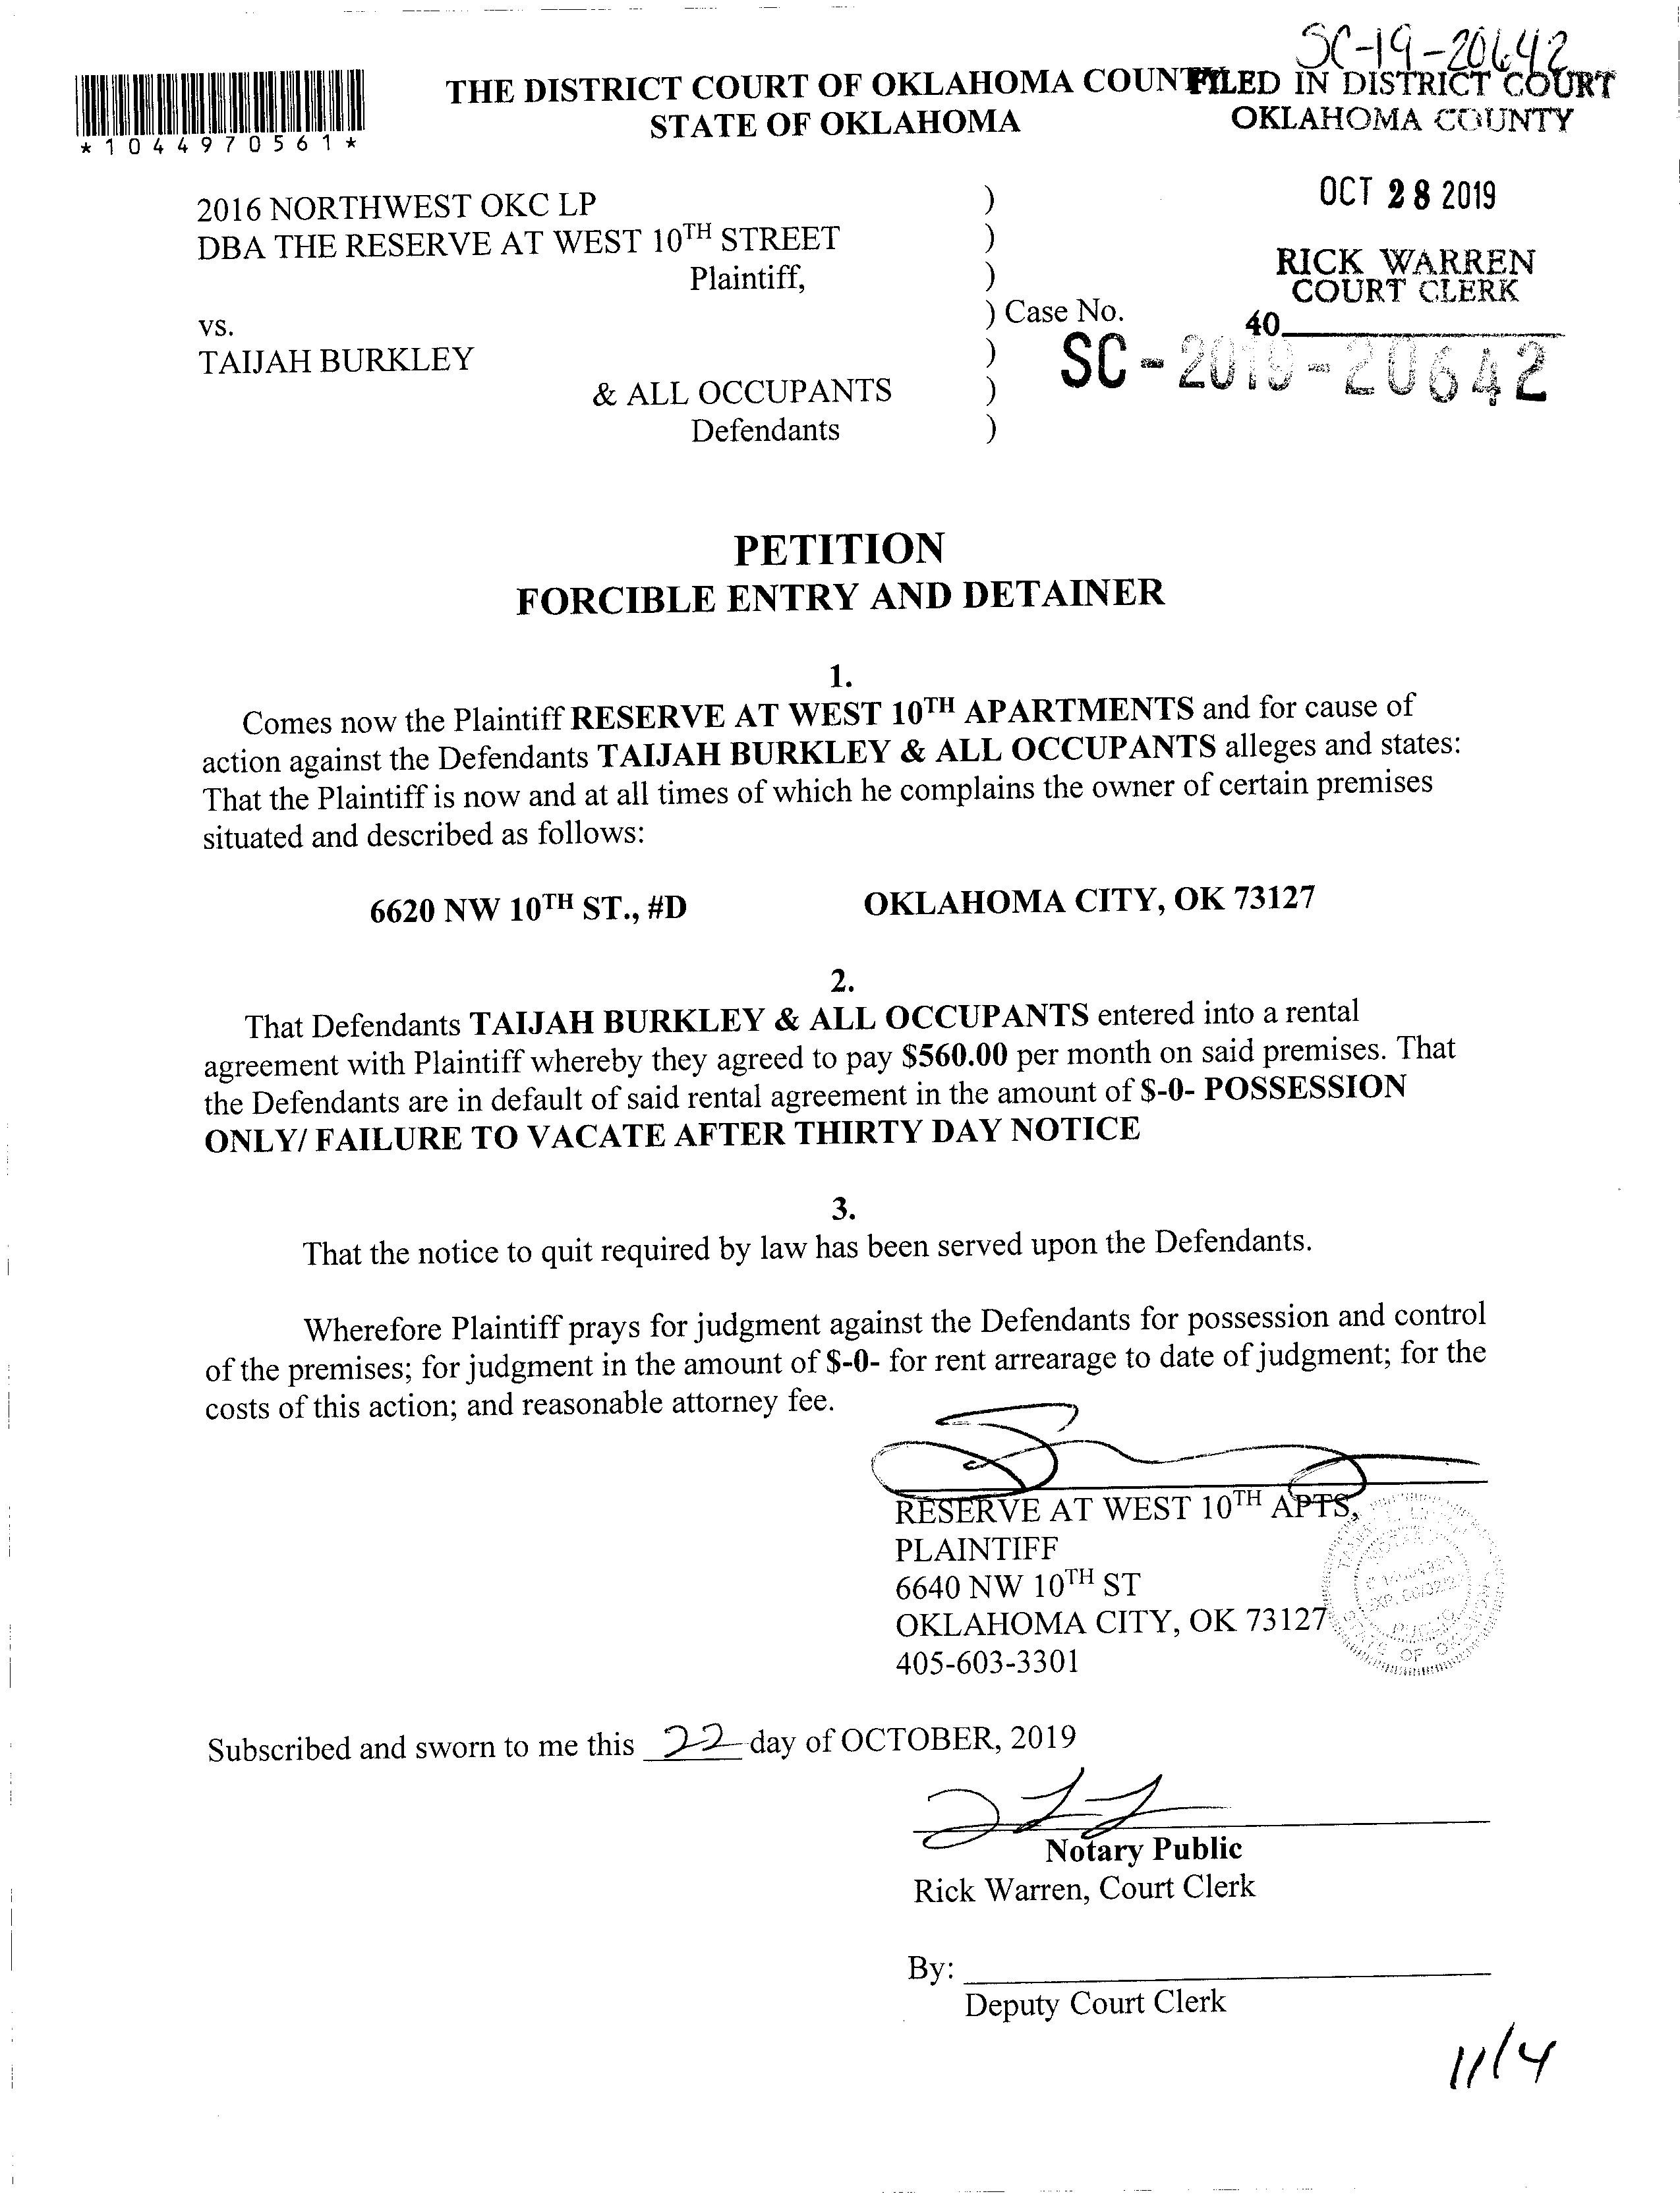 SC-19-20642
THE DISTRICT COURT OF OKLAHOMA COUNTY
STATE OF OKLAHOMA
FILED IN DISTRICT COURT
OKLAHOMA COUNTY
*1044970561*
OCT 28 2019
RICK WARREN
COURT CLERK
40
2016 NORTHWEST OKC LP )
DBA THE RESERVE AT WEST 10TH STREET )
Plaintiff, )
vs. ) Case No.
TAIJAH BURKLEY ) SC-2019-20642
& ALL OCCUPANTS )
Defendants )
PETITION
FORCIBLE ENTRY AND DETAINER
1.
Comes now the Plaintiff RESERVE AT WEST 10TH APARTMENTS and for cause of
action against the Defendants TAIJAH BURKLEY & ALL OCCUPANTS alleges and states:
That the Plaintiff is now and at all times of which he complains the owner of certain premises
situated and described as follows:
6620 NW 10TH ST., #D OKLAHOMA CITY, OK 73127
2.
That Defendants TAIJAH BURKLEY & ALL OCCUPANTS entered into a rental
agreement with Plaintiff whereby they agreed to pay $560.00 per month on said premises. That
the Defendants are in default of said rental agreement in the amount of $-0- POSSESSION
ONLY/ FAILURE TO VACATE AFTER THIRTY DAY NOTICE
3.
That the notice to quit required by law has been served upon the Defendants.
Wherefore Plaintiff prays for judgment against the Defendants for possession and control
of the premises; for judgment in the amount of $-0- for rent arrearage to date of judgment; for the
costs of this action; and reasonable attorney fee.
RESERVE AT WEST 10TH APTS,
PLAINTIFF
6640 NW 10TH ST
OKLAHOMA CITY, OK 73127
405-603-3301
Subscribed and sworn to me this 22 day of OCTOBER, 2019
Notary Public
Rick Warren, Court Clerk
By:
Deputy Court Clerk
11/4